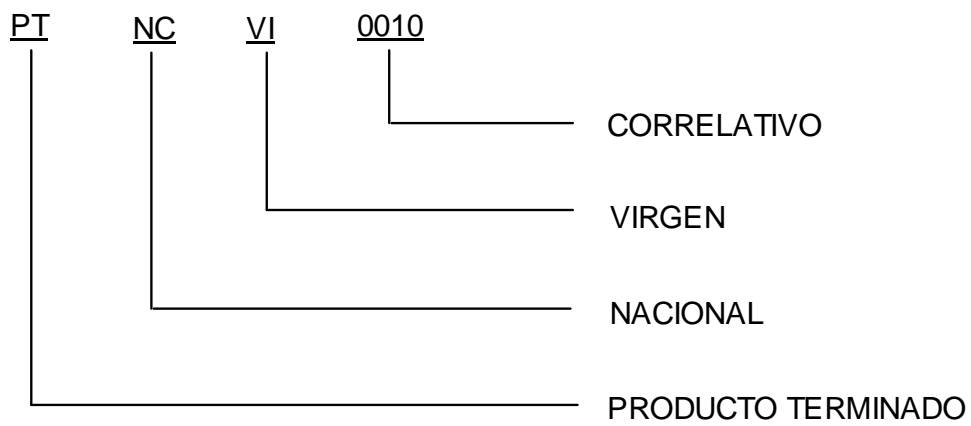 PT NC VI 0010
CORRELATIVO
VIRGEN
NACIONAL
PRODUCTO TERMINADO